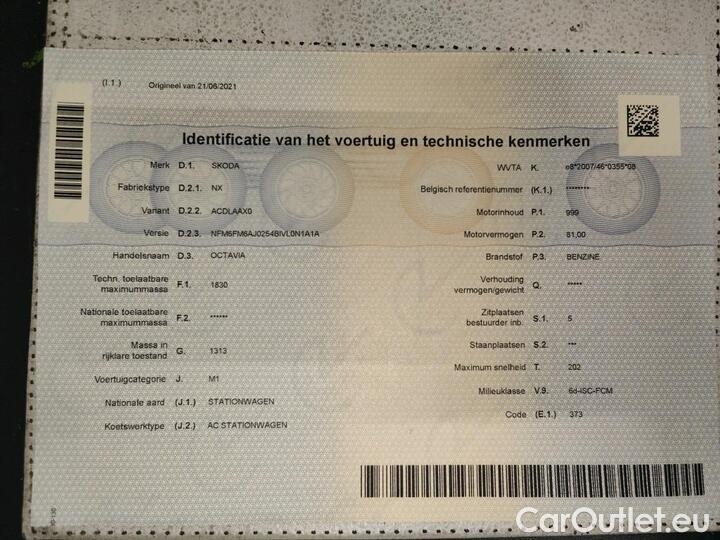 (I.1.) Origineel van 21/06/2021
Identificatie van het voertuig en technische kenmerken
Merk D.1. SKODA
Fabriekstype D.2.1. NX
Variant D.2.2. ACDLAAX0
Versie D.2.3. NFM6FM6AJ0254BIVL0N1A1A
Handelsnaam D.3. OCTAVIA
Techn. toelaatbare
maximummassa F.1. 1830
Nationale toelaatbare
maximummassa F.2. ******
Massa in
rijklare toestand G. 1313
Voertuigcategorie J. M1
Nationale aard (J.1.) STATIONWAGEN
Koetswerktype (J.2.) AC STATIONWAGEN
WVTA K. e8*2007/46*0355*08
Belgisch referentienummer (K.1.) ********
Motorinhoud P.1. 999
Motorvermogen P.2. 81,00
Brandstof P.3. BENZINE
Verhouding
vermogen/gewicht Q. *****
Zitplaatsen
bestuurder inb. S.1. 5
Staanplaatsen S.2. ***
Maximum snelheid T. 202
Milieuklasse V.9. 6d-ISC-FCM
Code (E.1.) 373
CarOutlet.eu